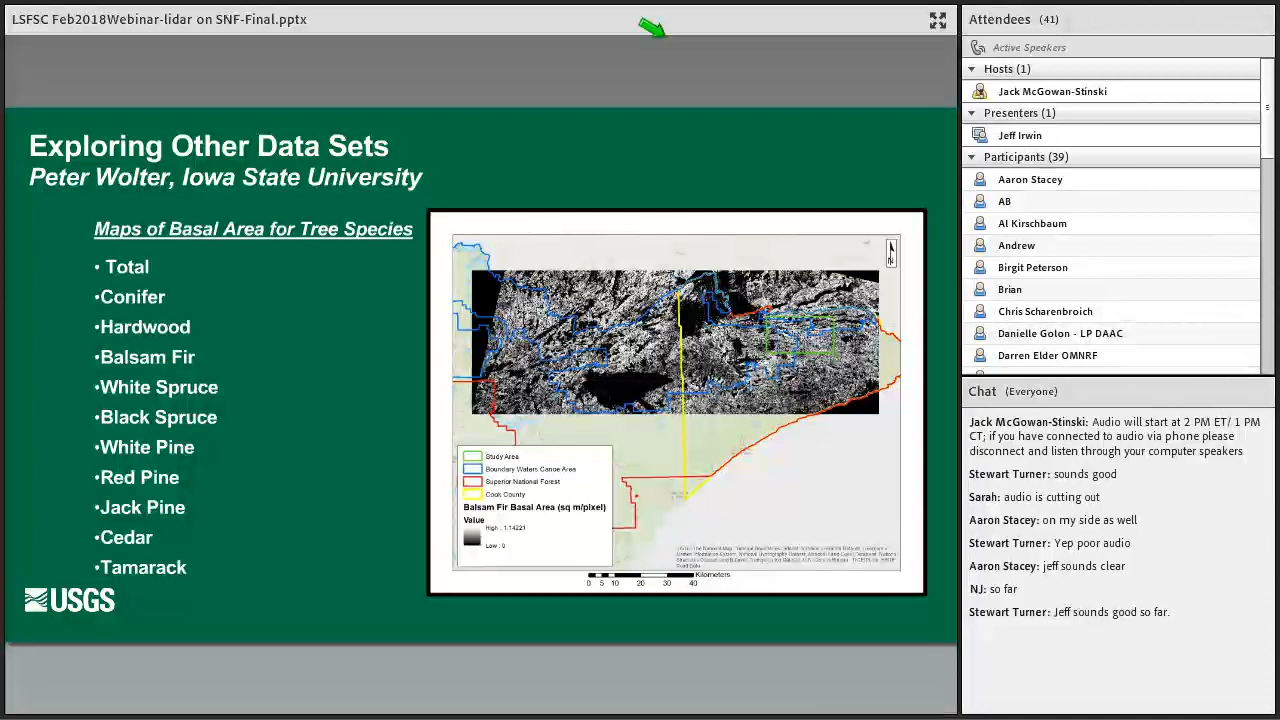 LSFSC Feb2018Webinar-lidar on SNF-Final.pptx
Exploring Other Data Sets
Peter Wolter, Iowa State University
Maps of Basal Area for Tree Species
• Total
•Conifer
•Hardwood
•Balsam Fir
•White Spruce
•Black Spruce
•White Pine
•Red Pine
•Jack Pine
•Cedar
•Tamarack
USGS
N
Study Area
Boundary Waters Canoe Area
Superior National Forest
Cook County
Balsam Fir Basal Area (sq m/pixel)
Value
High : 1.14221
Low : 0
Kilometers
0 5 10 20 30 40
Attendees (41)
Active Speakers
Hosts (1)
Jack McGowan-Stinski
Presenters (1)
Jeff Irwin
Participants (39)
Aaron Stacey
AB
Al Kirschbaum
Andrew
Birgit Peterson
Brian
Chris Scharenbroich
Danielle Golon - LP DAAC
Darren Elder OMNRF
Chat (Everyone)
Jack McGowan-Stinski: Audio will start at 2 PM ET/ 1 PM
CT; if you have connected to audio via phone please
disconnect and listen through your computer speakers
Stewart Turner: sounds good
Sarah: audio is cutting out
Aaron Stacey: on my side as well
Stewart Turner: Yep poor audio
Aaron Stacey: jeff sounds clear
NJ: so far
Stewart Turner: Jeff sounds good so far.